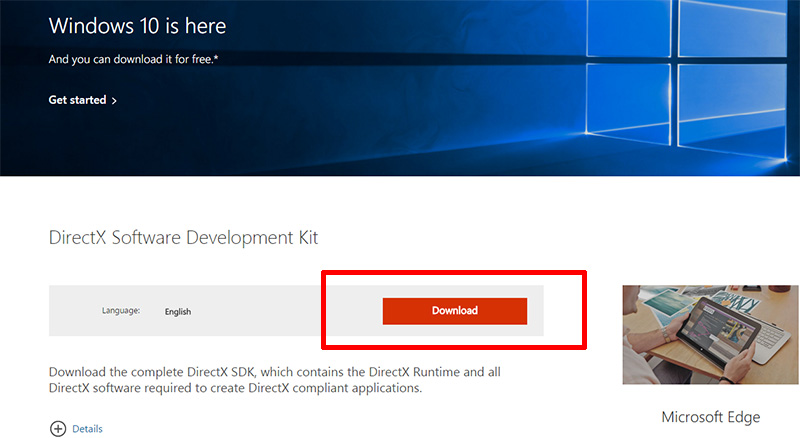 Windows 10 is here
And you can download it for free.*
Get started >
DirectX Software Development Kit
Language: English
Download
Download the complete DirectX SDK, which contains the DirectX Runtime and all
DirectX software required to create DirectX compliant applications.
Details
Microsoft Edge